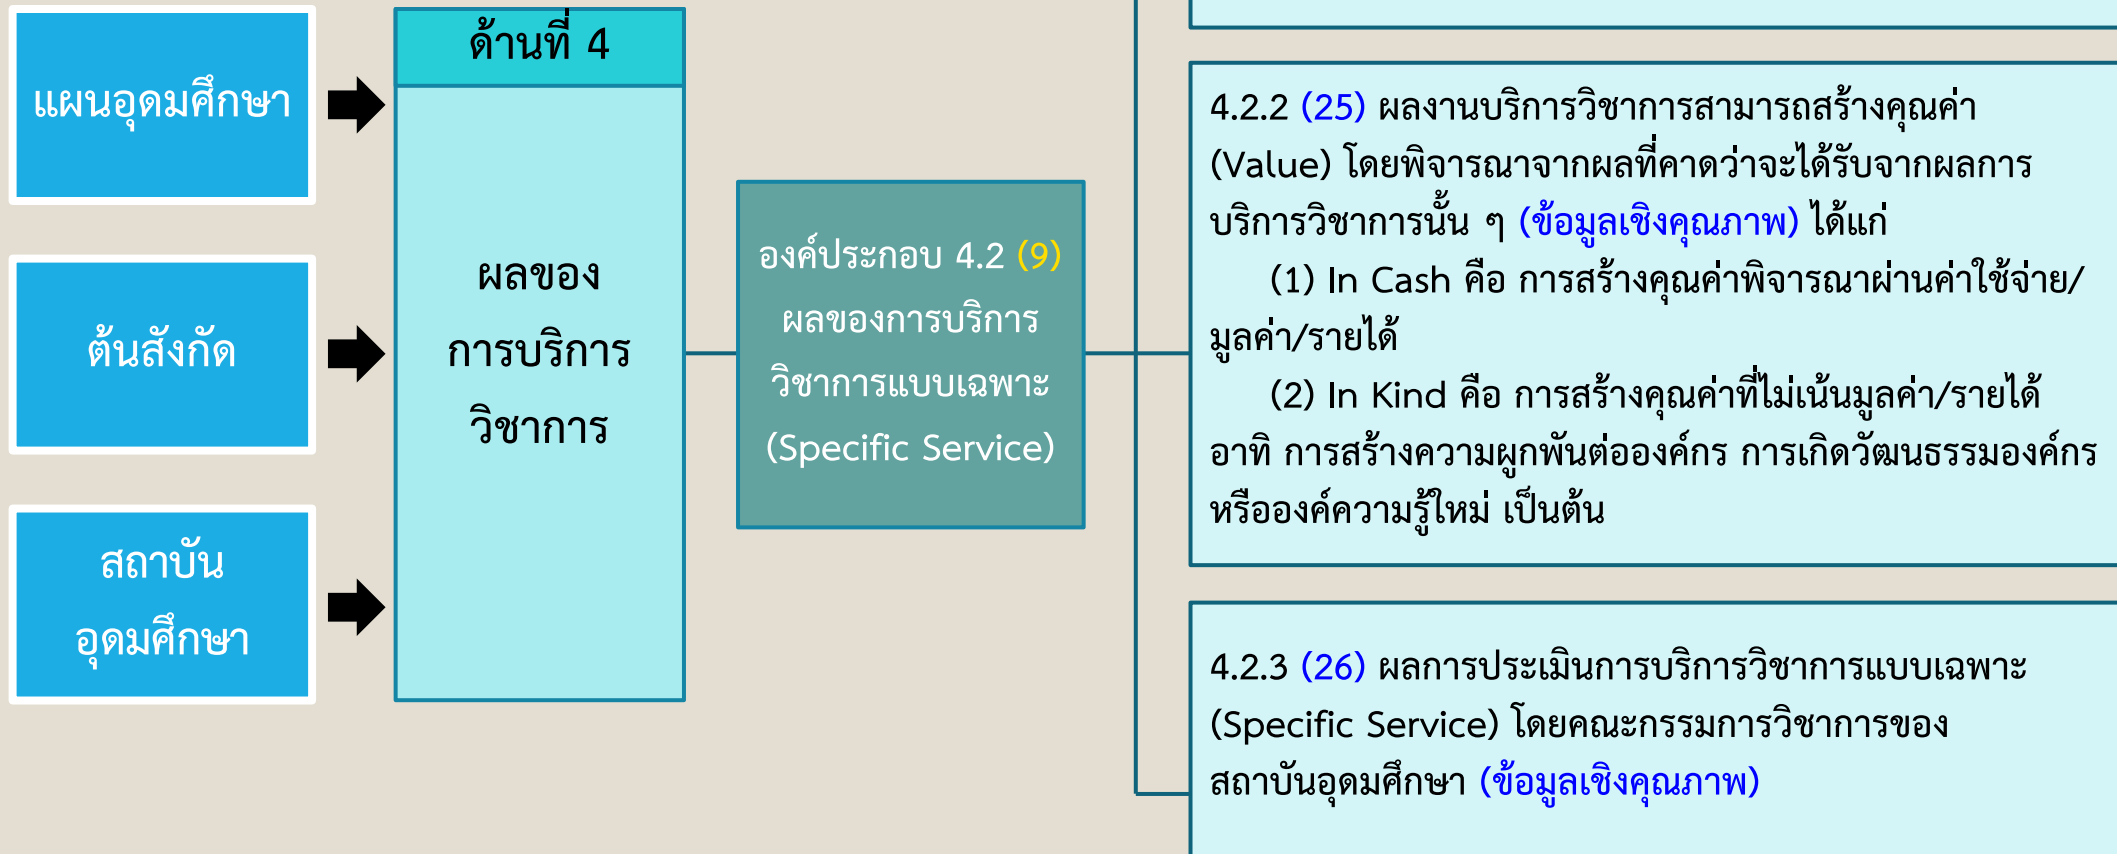 แผนอุดมศึกษา
ต้นสังกัด
สถาบัน
อุดมศึกษา
ด้านที่ 4
ผลของ
การบริการ
วิชาการ
องค์ประกอบ 4.2 (9)
ผลของการบริการ
วิชาการแบบเฉพาะ
(Specific Service)
4.2.2 (25) ผลงานบริการวิชาการสามารถสร้างคุณค่า
(Value) โดยพิจารณาจากผลที่คาดว่าจะได้รับจากผลการ
บริการวิชาการนั้น ๆ (ข้อมูลเชิงคุณภาพ) ได้แก่
(1) In Cash คือ การสร้างคุณค่าพิจารณาผ่านค่าใช้จ่าย/
มูลค่า/รายได้
(2) In Kind คือ การสร้างคุณค่าที่ไม่เน้นมูลค่า/รายได้
อาทิ การสร้างความผูกพันต่อองค์กร การเกิดวัฒนธรรมองค์กร
หรือองค์ความรู้ใหม่ เป็นต้น
4.2.3 (26) ผลการประเมินการบริการวิชาการแบบเฉพาะ
(Specific Service) โดยคณะกรรมการวิชาการของ
สถาบันอุดมศึกษา (ข้อมูลเชิงคุณภาพ)